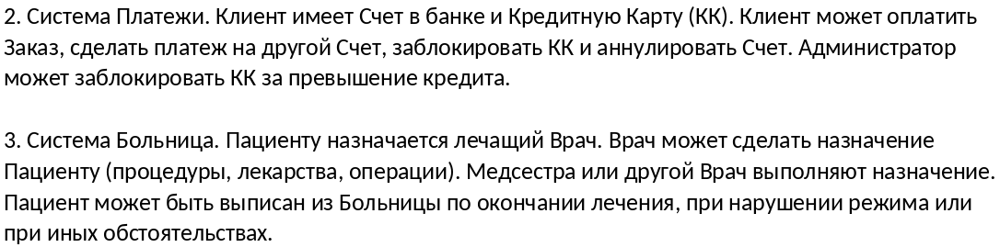 2. Система Платежи. Клиент имеет Счет в банке и Кредитную Карту (КК). Клиент может оплатить
Заказ, сделать платеж на другой Счет, заблокировать КК и аннулировать Счет. Администратор
может заблокировать КК за превышение кредита.
3. Система Больница. Пациенту назначается лечащий Врач. Врач может сделать назначение
Пациенту (процедуры, лекарства, операции). Медсестра или другой Врач выполняют назначение.
Пациент может быть выписан из Больницы по окончании лечения, при нарушении режима или
при иных обстоятельствах.